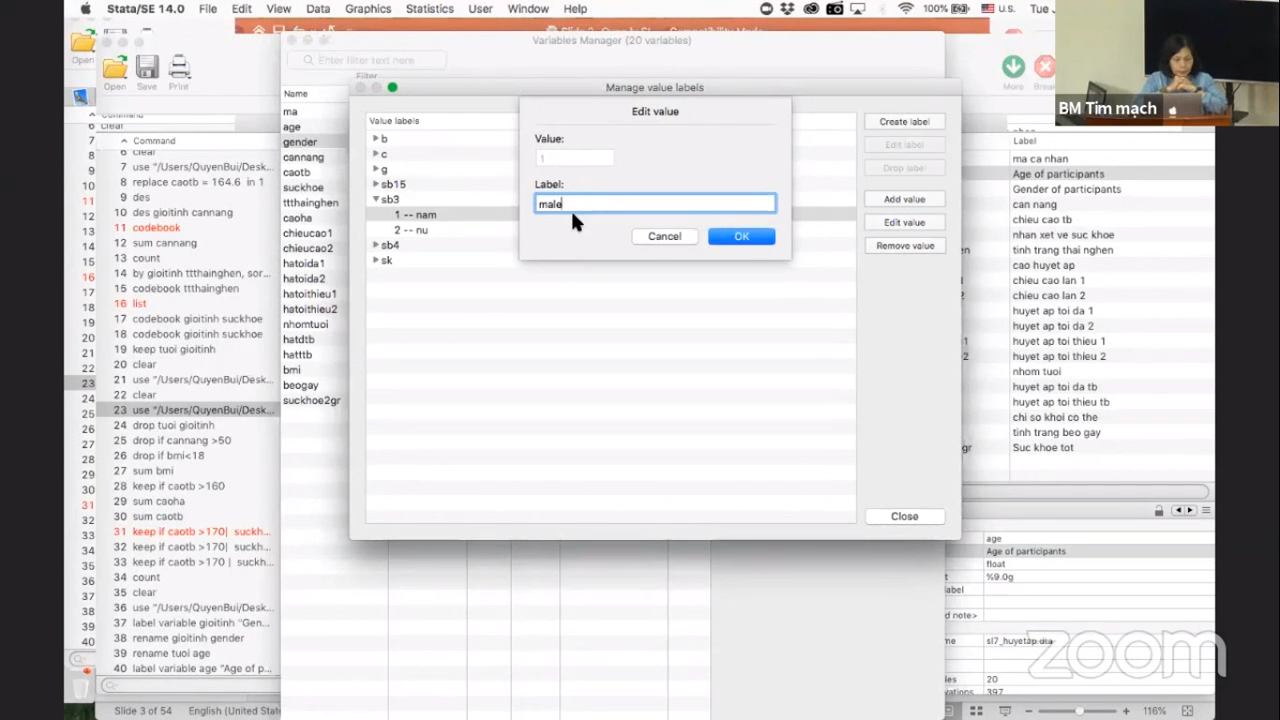 Stata/SE 14.0 File Edit View Data Graphics Statistics User Window Help 100% U.S. Tue
Variables Manager (20 variables)
Enter filter text here
Filter
Open
Open Save Print
More
BM Tim mạch
Manage value labels
Value labels
b
c
g
sb15
sb3
1 -- nam
2 -- nu
sb4
sk
Edit value
Value:
1
Label:
male
Cancel OK
Create label
Edit label
Drop label
Add value
Edit value
Remove value
Close
Name
ma
age
gender
cannang
caotb
suckhoe
ttthainghen
caoha
chieucao1
chieucao2
hatoida1
hatoida2
hatoithieu1
hatoithieu2
nhomtuoi
hatdtb
hatttb
bmi
beogay
suckhoe2gr
Command
6 clear
7 use "/Users/QuyenBui/Desk...
8 replace caotb = 164.6 in 1
9 des
10 des gioitinh cannang
11 codebook
12 sum cannang
13 count
14 by gioitinh ttthainghen, sor...
15 codebook ttthainghen
16 list
17 codebook gioitinh suckhoe
18 codebook gioitinh suckhoe
19 keep tuoi gioitinh
20 clear
21 use "/Users/QuyenBui/Desk...
22 clear
23 use "/Users/QuyenBui/Desk...
24 drop tuoi gioitinh
25 drop if cannang >50
26 drop if bmi<18
27 sum bmi
28 keep if caotb >160
29 sum caoha
30 sum caotb
31 keep if caotb >170| suckh...
32 keep if caotb >170| suckh...
33 keep if caotb >170 | suckh...
34 count
35 clear
36 use "/Users/QuyenBui/Desk...
37 label variable gioitinh "Gen...
38 rename gioitinh gender
39 rename tuoi age
40 label variable age "Age of p...
Label
ma ca nhan
Age of participants
Gender of participants
can nang
chieu cao tb
nhan xet ve suc khoe
tinh trang thai nghen
cao huyet ap
chieu cao lan 1
chieu cao lan 2
huyet ap toi da 1
huyet ap toi da 2
huyet ap toi thieu 1
huyet ap toi thieu 2
nhom tuoi
huyet ap toi da tb
huyet ap toi thieu tb
chi so khoi co the
tinh trang beo gay
Suc khoe tot
age
Age of participants
float
%9.0g
sl7_huyetap.dta
20
397
zoom
Slide 3 of 54 English (United Sta
116%